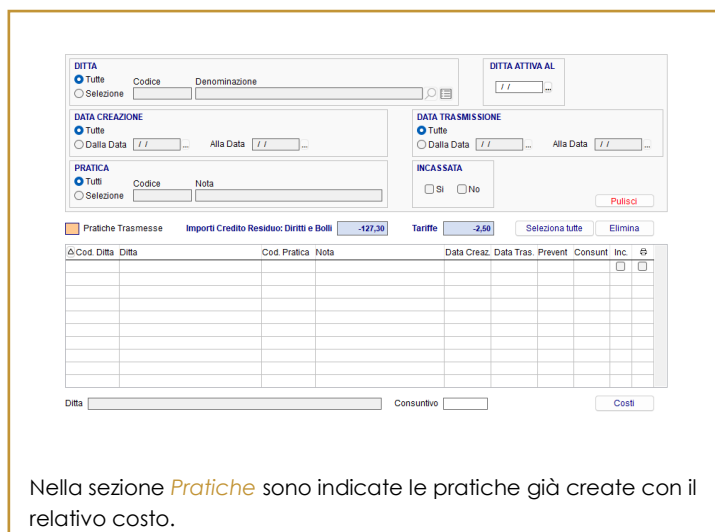 DITTA
Tutte Codice Denominazione
Selezione
DITTA ATTIVA AL
/ / ...
DATA CREAZIONE
Tutte
Dalla Data / / ... Alla Data / / ...
DATA TRASMISSIONE
Tutte
Dalla Data / / ... Alla Data / / ...
PRATICA
Tutti Codice Nota
Selezione
INCASSATA
Si No
Pulisci
Pratiche Trasmesse Importi Credito Residuo: Diritti e Bolli -127,30 Tariffe -2,50 Seleziona tutte Elimina
Cod. Ditta Ditta Cod. Pratica Nota Data Creaz. Data Tras. Prevent Consunt Inc.
Ditta Consuntivo Costi
Nella sezione Pratiche sono indicate le pratiche già create con il
relativo costo.